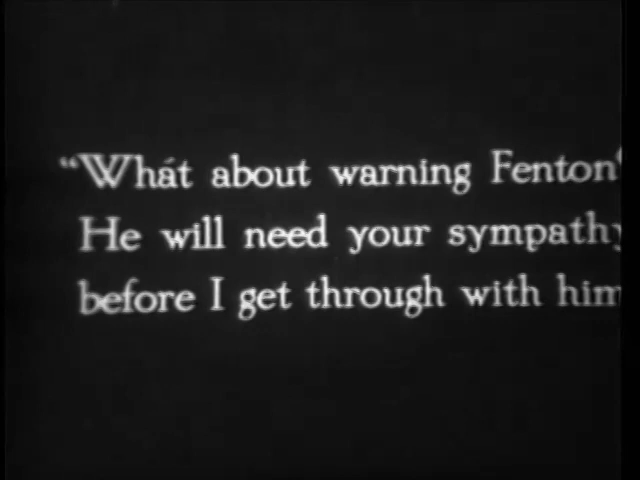 “What about warning Fenton?
He will need your sympathy
before I get through with him